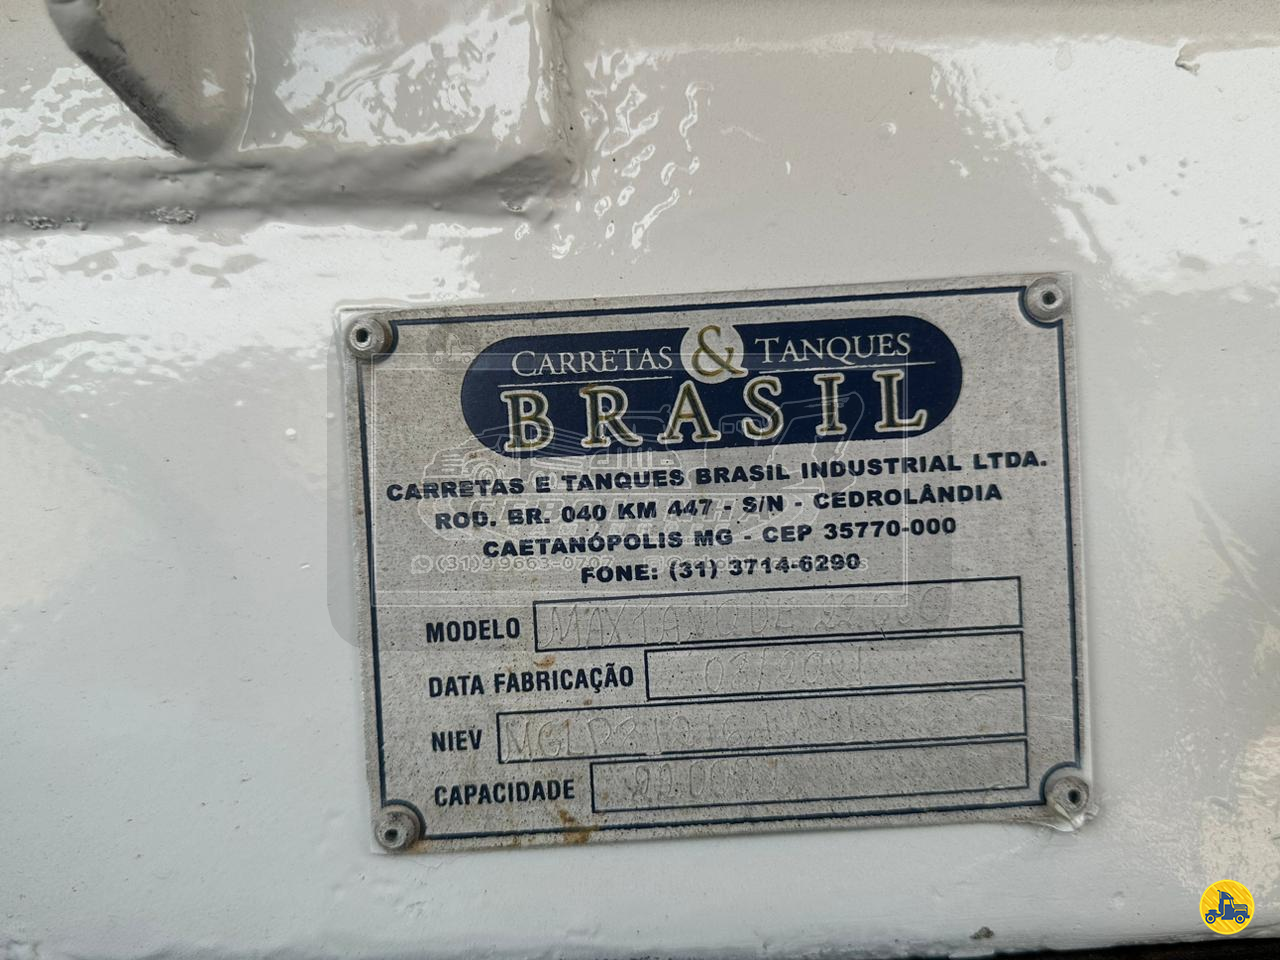 CARRETAS & TANQUES
BRASIL
CARRETAS E TANQUES BRASIL INDUSTRIAL LTDA.
ROD. BR. 040 KM 447 - S/N - CEDROLÂNDIA
CAETANÓPOLIS MG - CEP 35770-000
FONE: (31) 3714-6290
MODELO MAXTANQUE
DATA FABRICAÇÃO
NIEV
CAPACIDADE